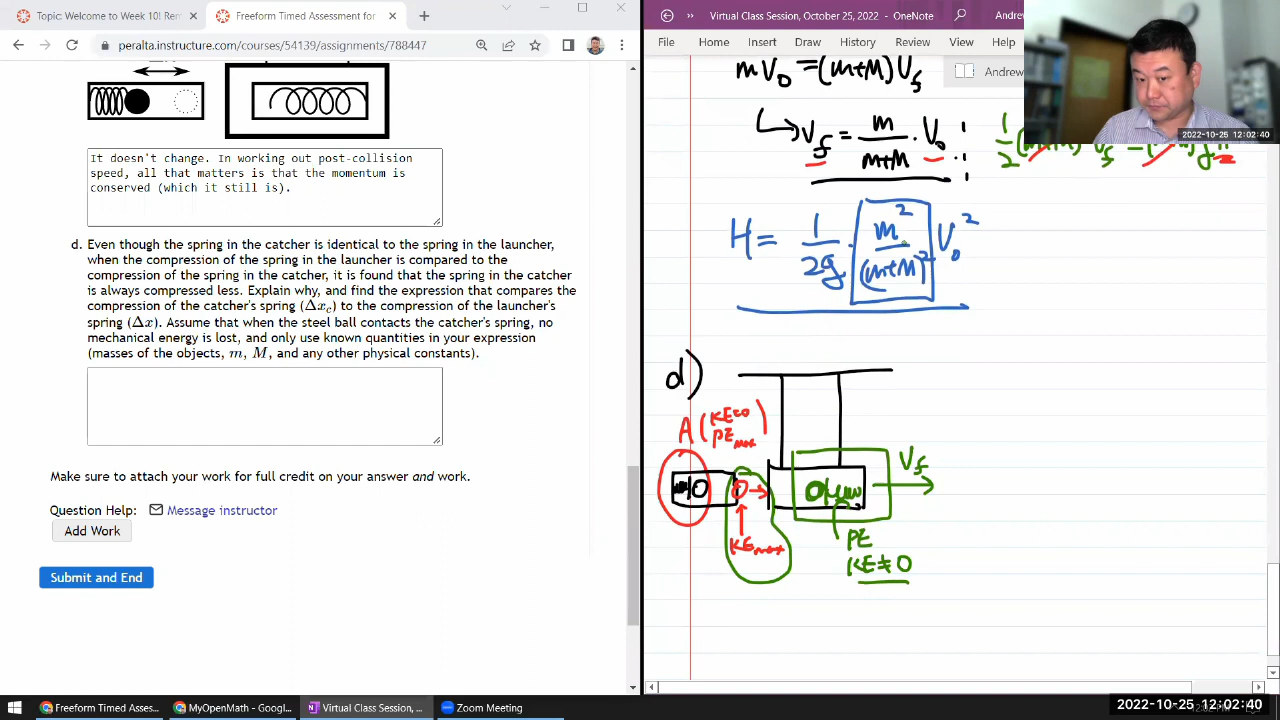 Topic: Welcome to Week 10! Rem
Freeform Timed Assessment for
peralta.instructure.com/courses/54139/assignments/788447
It doesn't change. In working out post-collision
speed, all that matters is that the momentum is
conserved (which it still is).
d. Even though the spring in the catcher is identical to the spring in the launcher,
when the compression of the spring in the launcher is compared to the
compression of the spring in the catcher, it is found that the spring in the catcher
is always compressed less. Explain why, and find the expression that compares the
compression of the catcher's spring (Δx_c) to the compression of the launcher's
spring (Δx). Assume that when the steel ball contacts the catcher's spring, no
mechanical energy is lost, and only use known quantities in your expression
(masses of the objects, m, M, and any other physical constants).
Make sure to attach your work for full credit on your answer and work.
Question Help: Message instructor
Add Work
Submit and End
Virtual Class Session, October 25, 2022 - OneNote
Andrew
File Home Insert Draw History Review View Help
Andrew
2022-10-25 12:02:40
mV₀ = (m+M)V_f
V_f = m/(m+M) · V₀
H = 1/2g · m²/(m+M)² V₀²
d)
A (KE=0
PE max)
V_f
KE max
PE
KE ≠ 0
Freeform Timed Asses...
MyOpenMath - Googl...
Virtual Class Session, ...
Zoom Meeting
2022-10-25 12:02:40